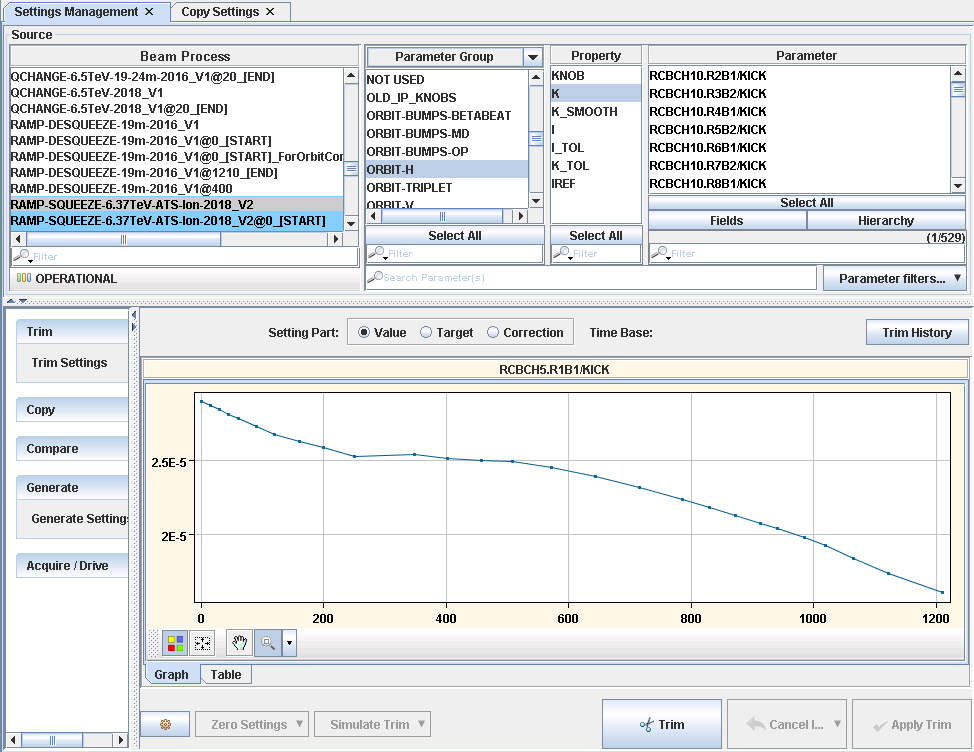 Settings Management ✕ Copy Settings ✕
Source
Beam Process
QCHANGE-6.5TeV-19-24m-2016_V1@20_[END]
QCHANGE-6.5TeV-2018_V1
QCHANGE-6.5TeV-2018_V1@20_[END]
RAMP-DESQUEEZE-19m-2016_V1
RAMP-DESQUEEZE-19m-2016_V1@0_[START]
RAMP-DESQUEEZE-19m-2016_V1@0_[START]_ForOrbitCor
RAMP-DESQUEEZE-19m-2016_V1@1210_[END]
RAMP-DESQUEEZE-19m-2016_V1@400
RAMP-SQUEEZE-6.37TeV-ATS-Ion-2018_V2
RAMP-SQUEEZE-6.37TeV-ATS-Ion-2018_V2@0_[START]
Filter
OPERATIONAL
Parameter Group
NOT USED
OLD_IP_KNOBS
ORBIT-BUMPS-BETABEAT
ORBIT-BUMPS-MD
ORBIT-BUMPS-OP
ORBIT-H
ORBIT-TRIPLET
ORBIT-V
Select All
Filter
Property
KNOB
K
K_SMOOTH
I
I_TOL
K_TOL
IREF
Select All
Filter
Parameter
RCBCH10.R2B1/KICK
RCBCH10.R3B2/KICK
RCBCH10.R4B1/KICK
RCBCH10.R5B2/KICK
RCBCH10.R6B1/KICK
RCBCH10.R7B2/KICK
RCBCH10.R8B1/KICK
Select All
Fields Hierarchy
(1/529)
Filter
Search Parameter(s)
Parameter filters...
Trim
Trim Settings
Copy
Compare
Generate
Generate Settings
Acquire / Drive
Setting Part: Value Target Correction Time Base:
Trim History
RCBCH5.R1B1/KICK
2.5E-5
2E-5
0 200 400 600 800 1000 1200
Graph Table
Zero Settings Simulate Trim Trim Cancel l... Apply Trim